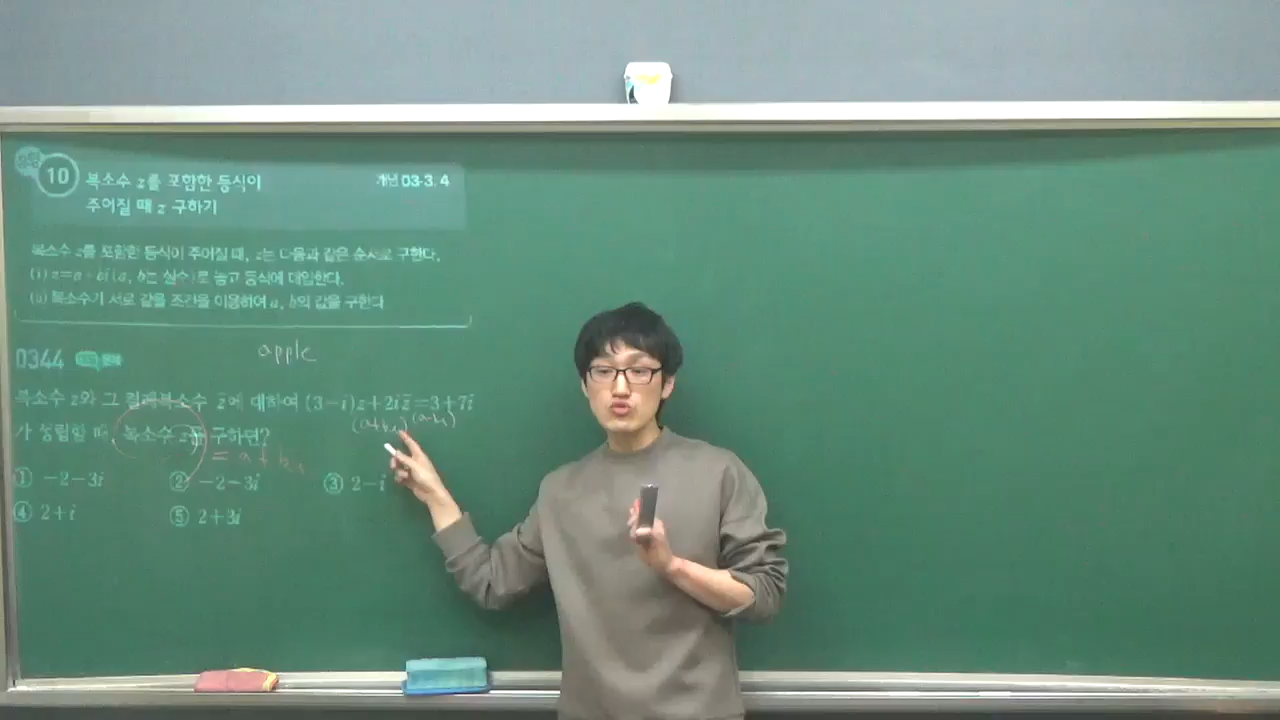 유형 10 복소수 z를 포함한 등식이 개념 03-3, 4
주어질 때 z 구하기
복소수 z를 포함한 등식이 주어질 때, z는 다음과 같은 순서로 구한다.
(i) z=a+bi (a, b는 실수)로 놓고 등식에 대입한다.
(ii) 복소수가 서로 같을 조건을 이용하여 a, b의 값을 구한다.
apple
0344
복소수 z와 그 켤레복소수 z̄에 대하여 (3-i)z+2iz̄=3+7i
(a+bi) (a-bi)
가 성립할 때, 복소수 z를 구하면?
= a+bi
① -2-3i ② -2-3i ③ 2-i
④ 2+i ⑤ 2+3i